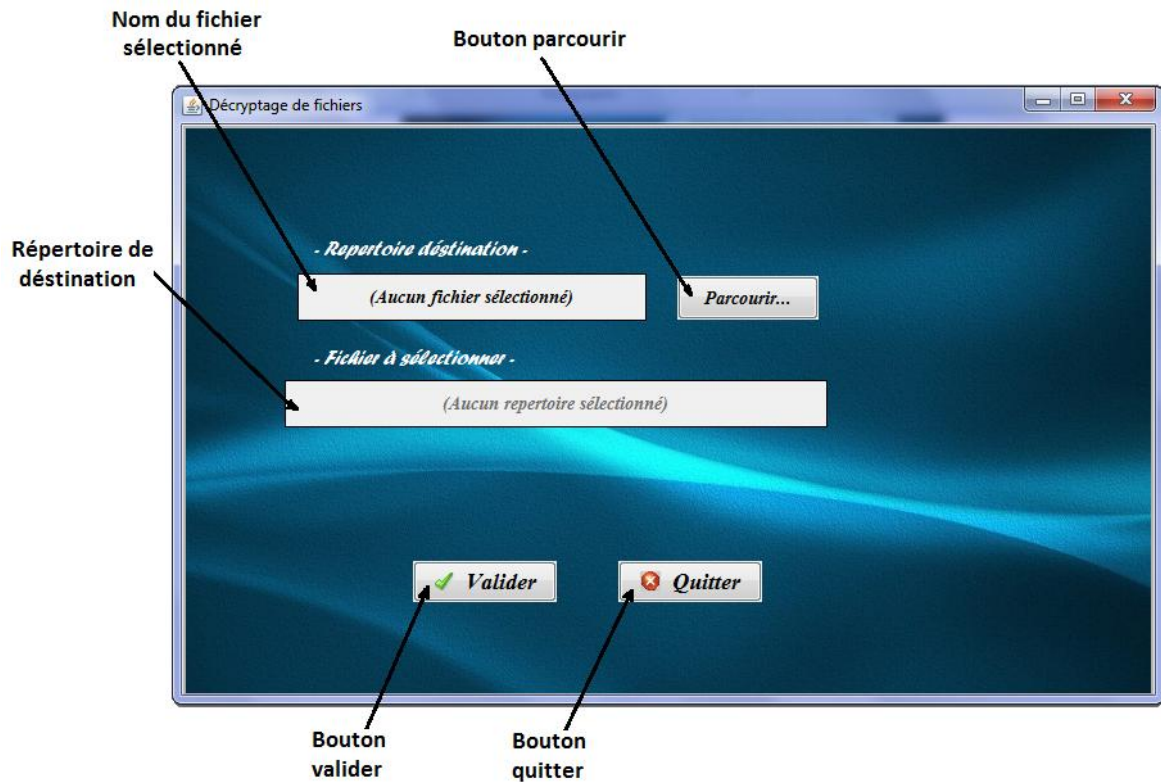 Nom du fichier
sélectionné
Bouton parcourir
Décryptage de fichiers
Répertoire de
déstination
- Repertoire déstination -
(Aucun fichier sélectionné)
Parcourir...
- Fichier à sélectionner -
(Aucun repertoire sélectionné)
Valider
Quitter
Bouton
valider
Bouton
quitter